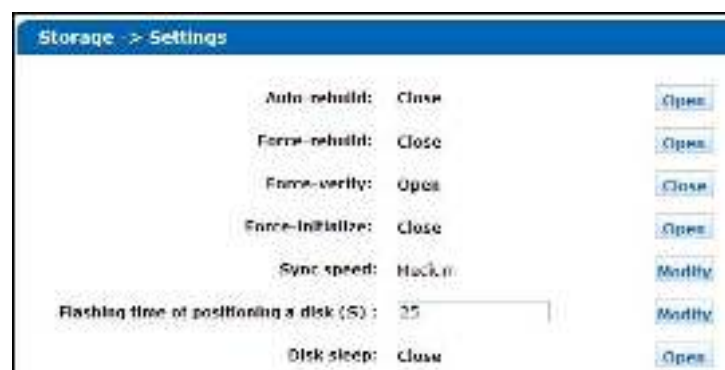 Storage -> Settings
Auto-rebuild: Close Open
Force-rebuild: Close Open
Force-verify: Open Close
Force-initialize: Close Open
Sync speed: Medium Modify
Flashing time of positioning a disk (S) : 25 Modify
Disk sleep: Close Open